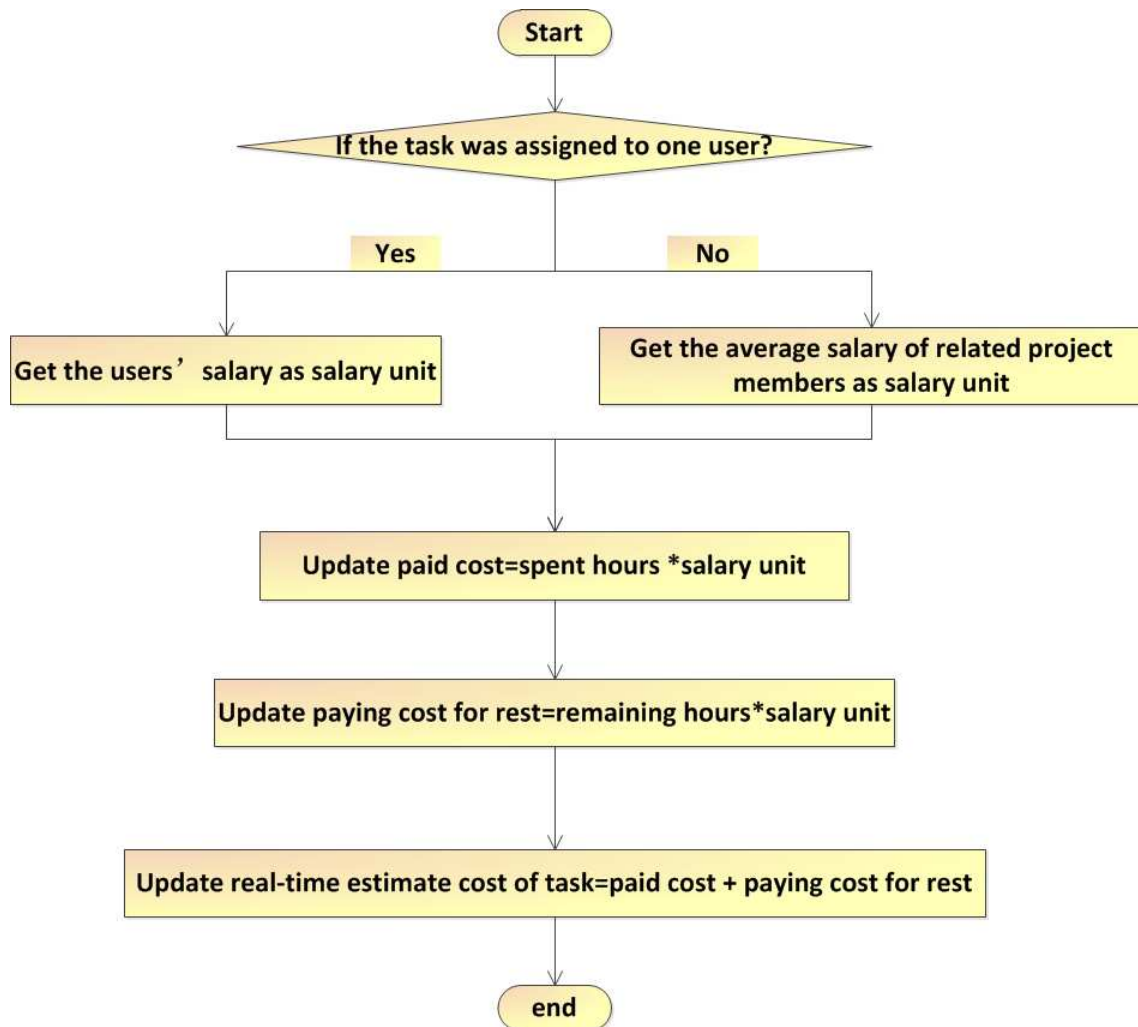 Start
If the task was assigned to one user?
Yes
No
Get the users’ salary as salary unit
Get the average salary of related project
members as salary unit
Update paid cost=spent hours *salary unit
Update paying cost for rest=remaining hours*salary unit
Update real-time estimate cost of task=paid cost + paying cost for rest
end